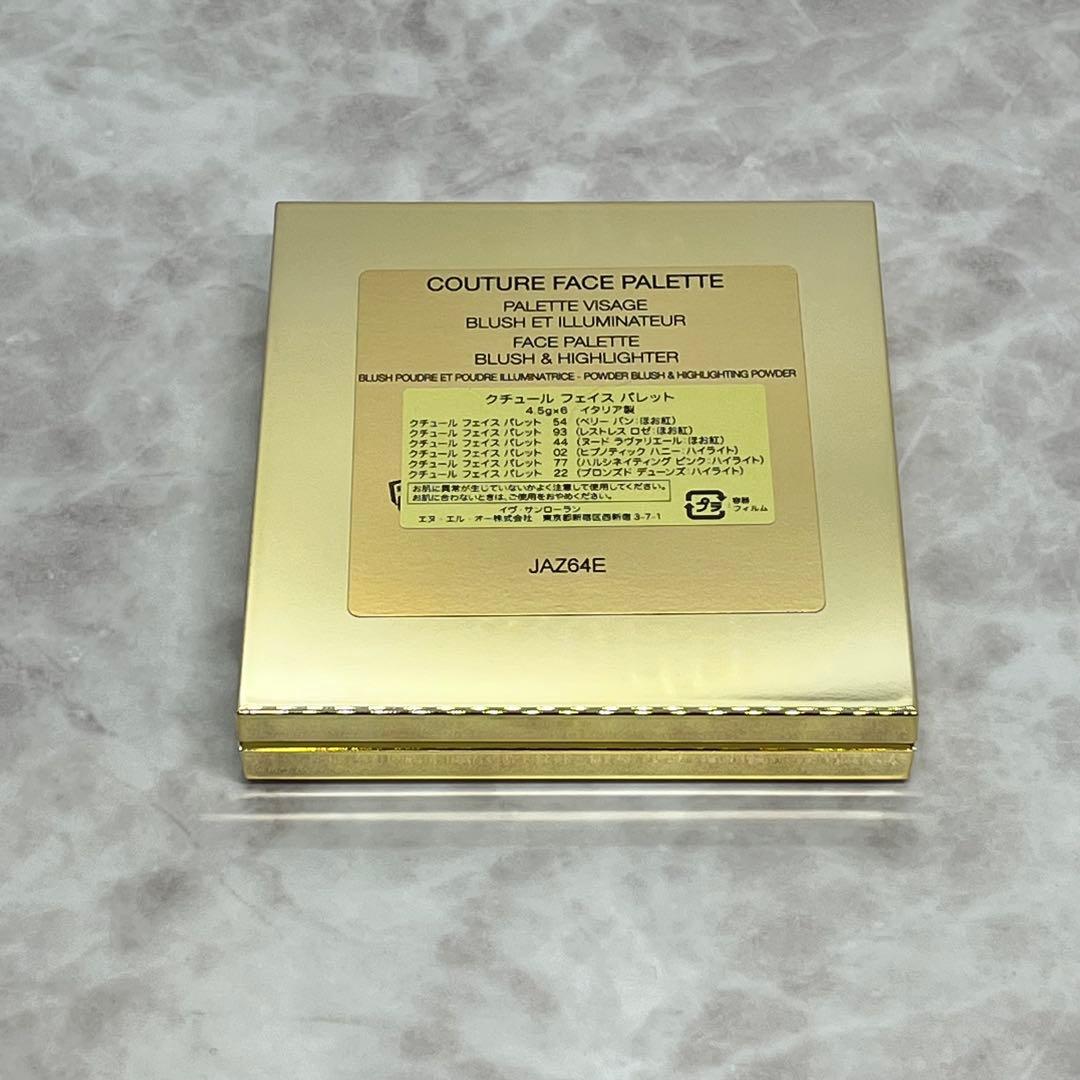 COUTURE FACE PALETTE
PALETTE VISAGE
BLUSH ET ILLUMINATEUR
FACE PALETTE
BLUSH & HIGHLIGHTER
BLUSH POUDRE ET POUDRE ILLUMINATRICE - POWDER BLUSH & HIGHLIGHTING POWDER
クチュール フェイス パレット
4.5g×6 イタリア製
クチュール フェイス パレット 54 (ベリー バン:ほお紅)
クチュール フェイス パレット 93 (レストレス ロゼ:ほお紅)
クチュール フェイス パレット 44 (ヌード ラヴァリエール:ほお紅)
クチュール フェイス パレット 02 (ヒプノティック ハニー:ハイライト)
クチュール フェイス パレット 77 (ハルシネイティング ピンク:ハイライト)
クチュール フェイス パレット 22 (ブロンズド デューンズ:ハイライト)
お肌に異常が生じていないかよく注意して使用してください。
お肌に合わないときは、ご使用をおやめください。
イヴ・サンローラン
エヌ・エル・オー株式会社 東京都新宿区西新宿 3-7-1
プラ
容器
フィルム
JAZ64E